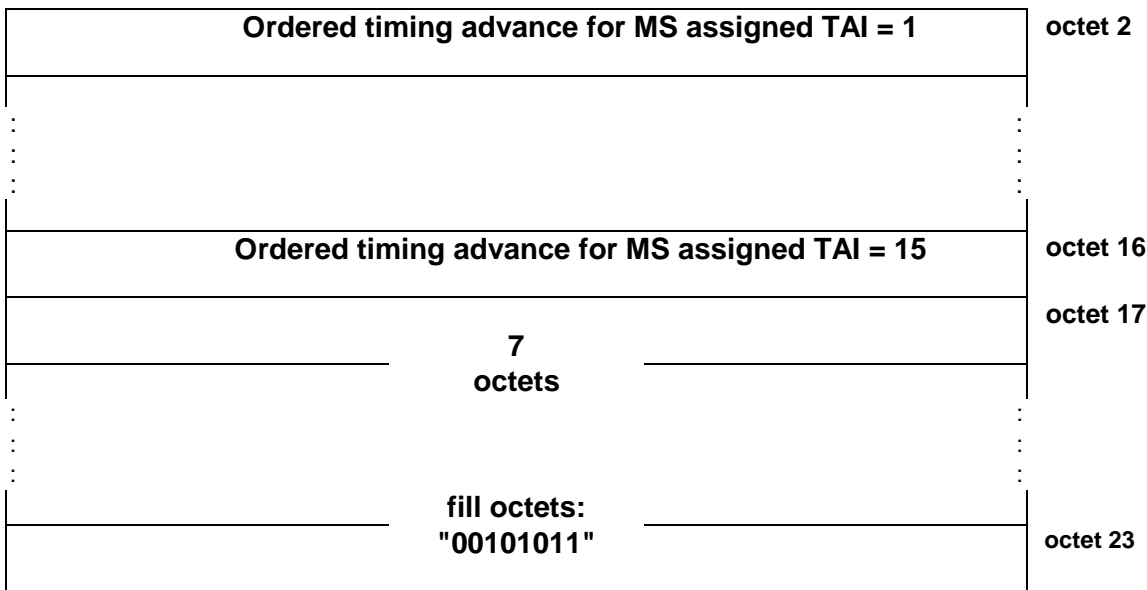 Ordered timing advance for MS assigned TAI = 1 octet 2
: :
: :
: :
Ordered timing advance for MS assigned TAI = 15 octet 16
octet 17
7
octets
: :
: :
: :
fill octets:
"00101011" octet 23